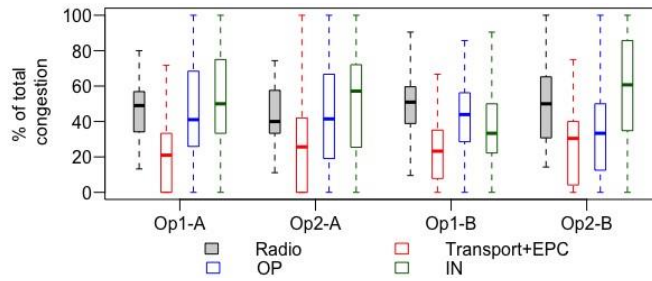 % of total
congestion
100
80
60
40
20
0
Op1-A Op2-A Op1-B Op2-B
Radio Transport+EPC
OP IN